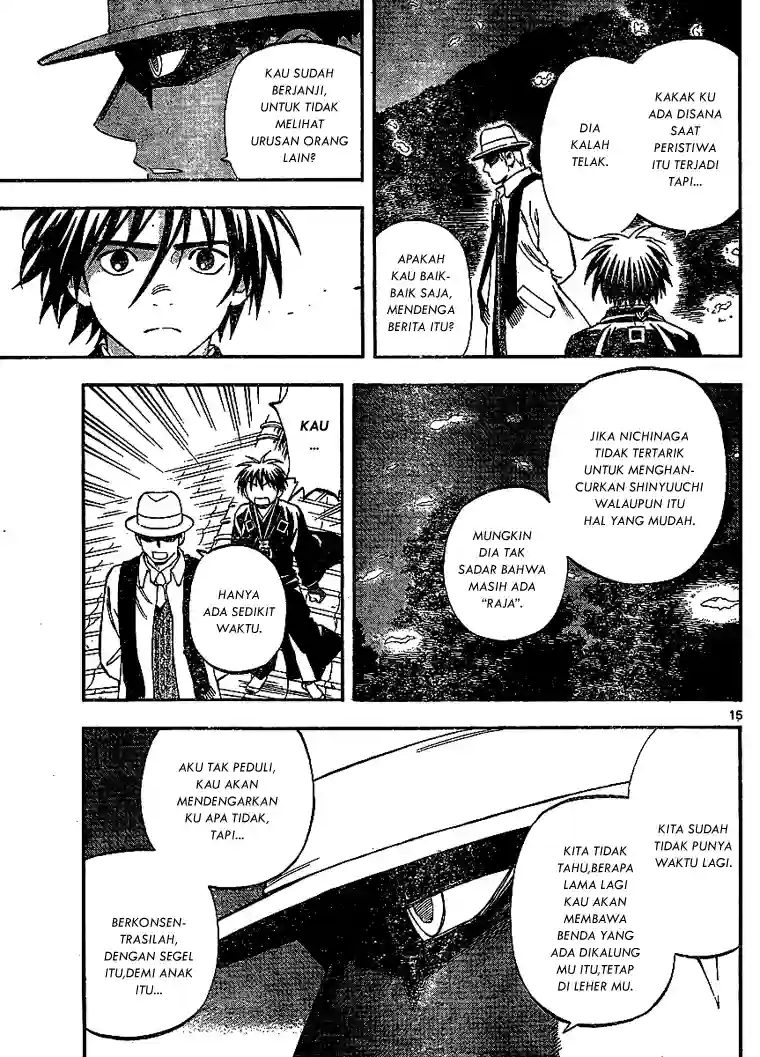 KAKAK KU
ADA DISANA
SAAT
PERISTIWA
ITU TERJADI
TAPI...
DIA
KALAH
TELAK.
APAKAH
KAU BAIK-
BAIK SAJA,
MENDENGA
BERITA ITU?
KAU SUDAH
BERJANJI,
UNTUK TIDAK
MELIHAT
URUSAN ORANG
LAIN?
JIKA NICHINAGA
TIDAK TERTARIK
UNTUK MENGHAN-
CURKAN SHINYUUCHI
WALAUPUN ITU
HAL YANG MUDAH.
MUNGKIN
DIA TAK
SADAR BAHWA
MASIH ADA
“RAJA”.
KAU
...
HANYA
ADA SEDIKIT
WAKTU.
15
KITA SUDAH
TIDAK PUNYA
WAKTU LAGI.
KITA TIDAK
TAHU,BERAPA
LAMA LAGI
KAU AKAN
MEMBAWA
BENDA YANG
ADA DIKALUNG
MU ITU,TETAP
DI LEHER MU.
AKU TAK PEDULI,
KAU AKAN
MENDENGARKAN
KU APA TIDAK,
TAPI...
BERKONSEN-
TRASILAH,
DENGAN SEGEL
ITU,DEMI ANAK
ITU...